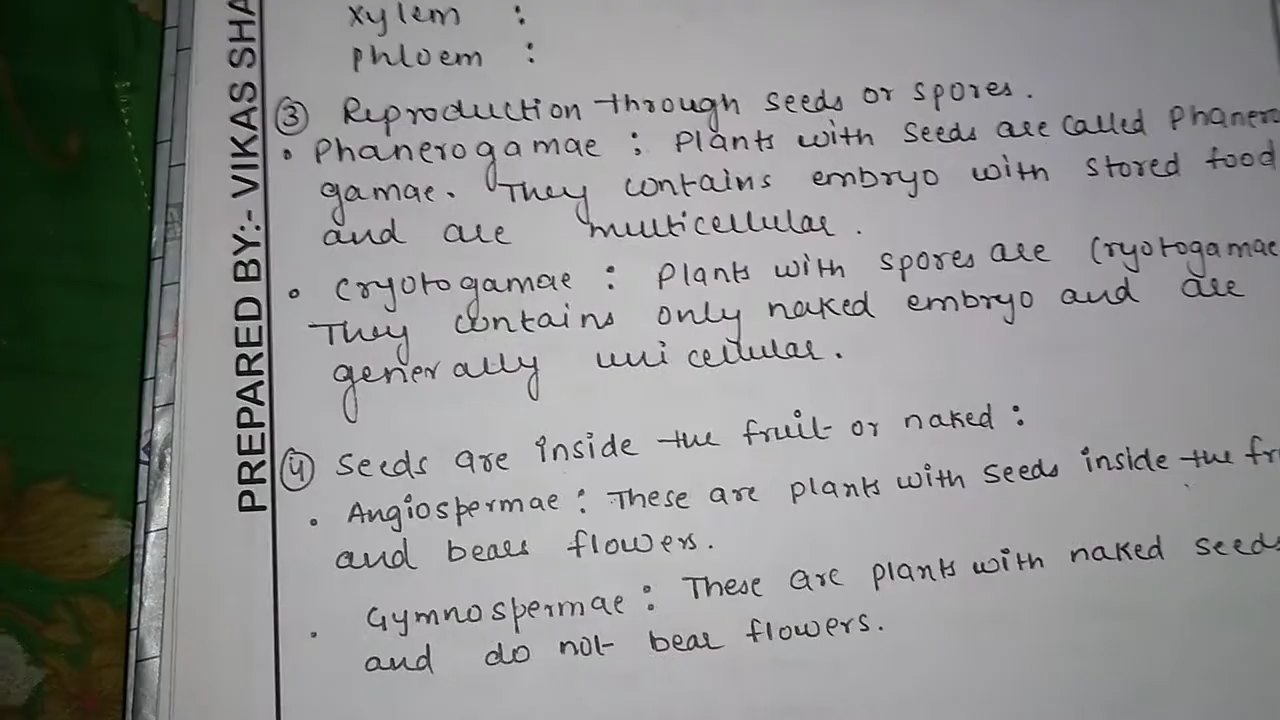 xylem :
phloem :
③ Reproduction through seeds or spores.
• Phanerogamae : Plants with seeds are called Phanero
gamae. They contains embryo with stored food
and are multicellular.
• Cryotogamae : Plants with spores are Cryotogamae
They contains only naked embryo and are
generally unicellular.
④ Seeds are inside the fruit or naked :
• Angiospermae : These are plants with seeds inside the fr
and bears flowers.
• Gymnospermae : These are plants with naked seeds
and do not bear flowers.
PREPARED BY:- VIKAS SHA